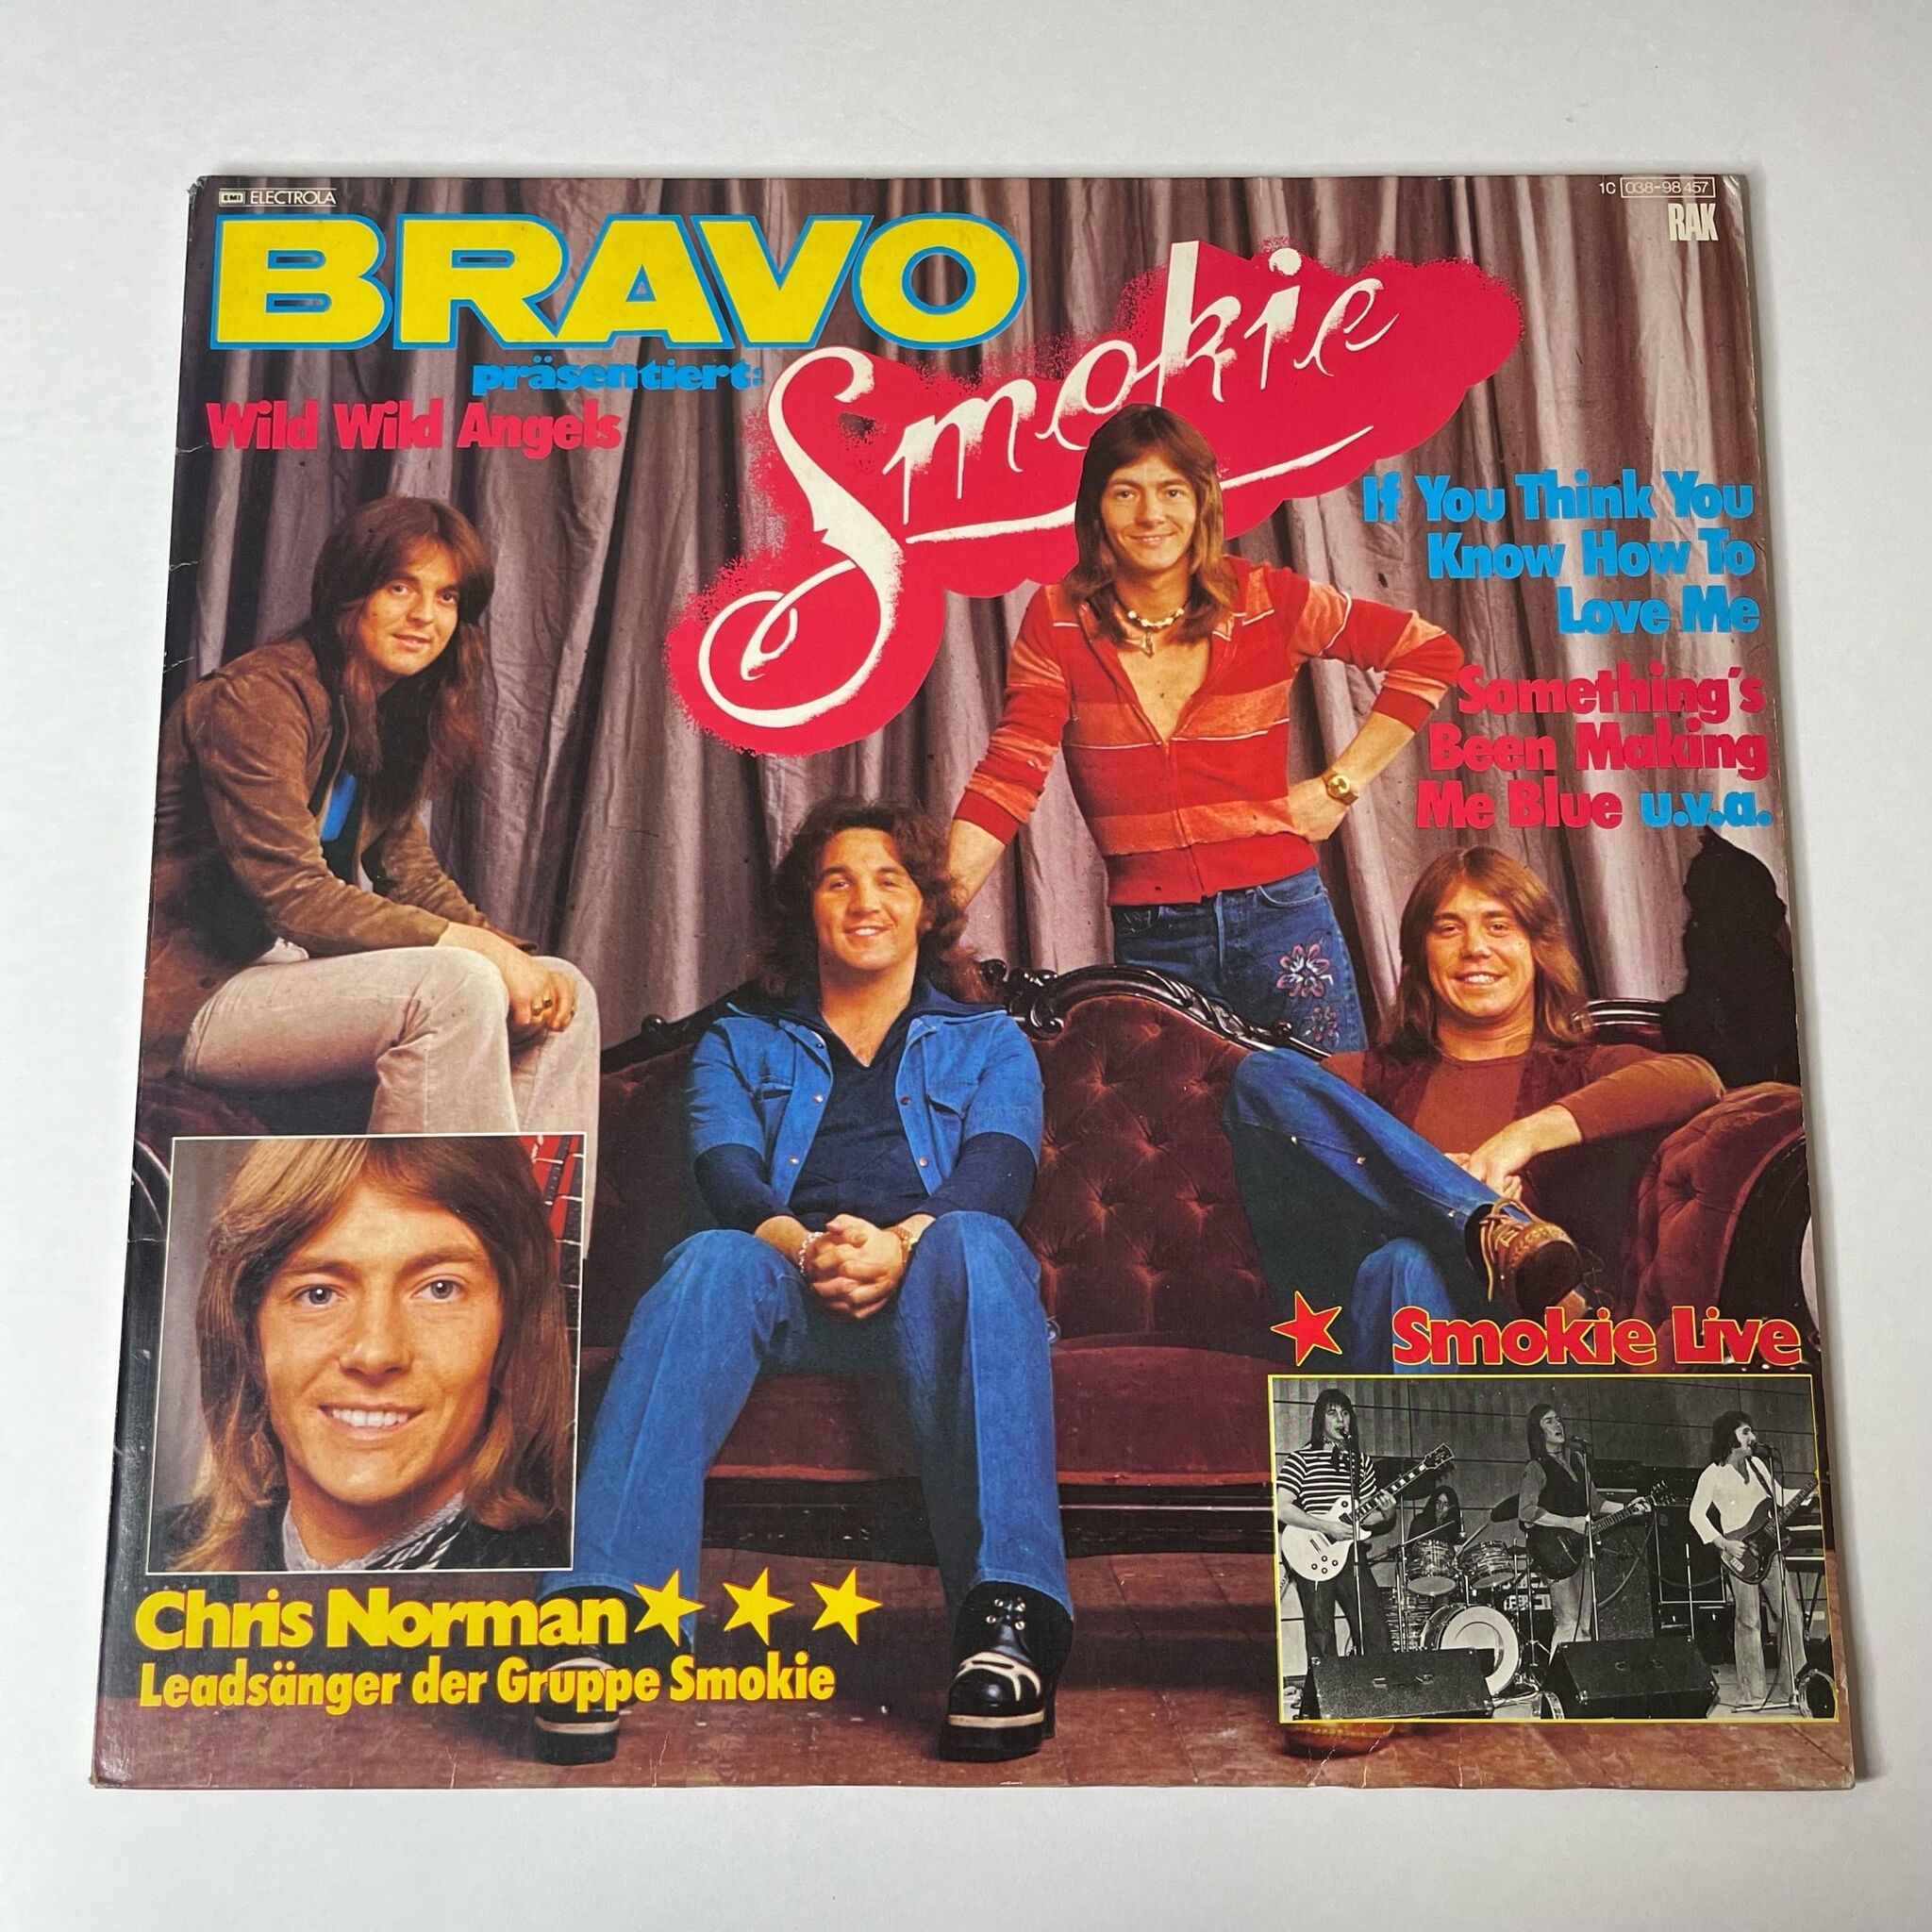 EMI ELECTROLA
1C 038-98 457
RAK
BRAVO
präsentiert:
Smokie
Wild Wild Angels
If You Think You
Know How To
Love Me
Something's
Been Making
Me Blue u.v.a.
Smokie Live
Chris Norman
Leadsänger der Gruppe Smokie